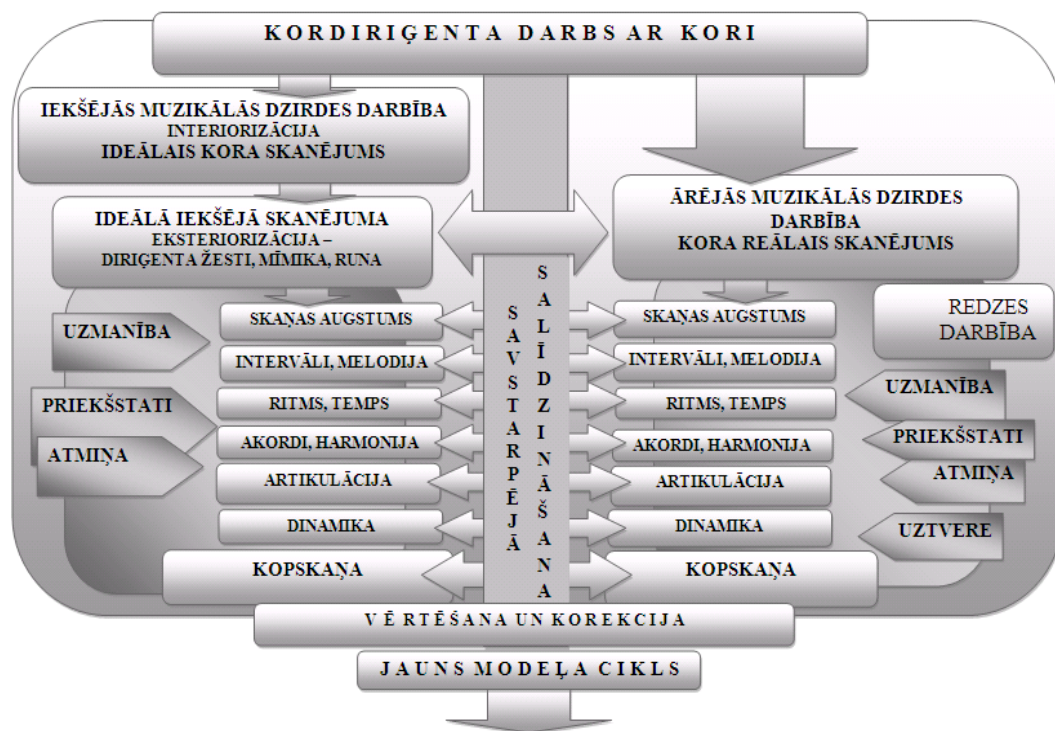 KORDIRIĢENTA DARBS AR KORI
IEKŠĒJĀS MUZIKĀLĀS DZIRDES DARBĪBA
INTERIORIZĀCIJA
IDEĀLAIS KORA SKANĒJUMS
IDEĀLĀ IEKŠĒJĀ SKANĒJUMA
EKSTERIORIZĀCIJA –
DIRIĢENTA ŽESTI, MĪMIKA, RUNA
ĀRĒJĀS MUZIKĀLĀS DZIRDES
DARBĪBA
KORA REĀLAIS SKANĒJUMS
REDZES
DARBĪBA
UZMANĪBA
PRIEKŠSTATI
ATMIŅA
SKAŅAS AUGSTUMS
INTERVĀLI, MELODIJA
RITMS, TEMPS
AKORDI, HARMONIJA
ARTIKULĀCIJA
DINAMIKA
KOPSKAŅA
SAVSTARPĒJĀ
SALĪDZINĀŠANA
SKAŅAS AUGSTUMS
INTERVĀLI, MELODIJA
RITMS, TEMPS
AKORDI, HARMONIJA
ARTIKULĀCIJA
DINAMIKA
KOPSKAŅA
UZMANĪBA
PRIEKŠSTATI
ATMIŅA
UZTVERE
VĒRTĒŠANA UN KOREKCIJA
JAUNS MODEĻA CIKLS